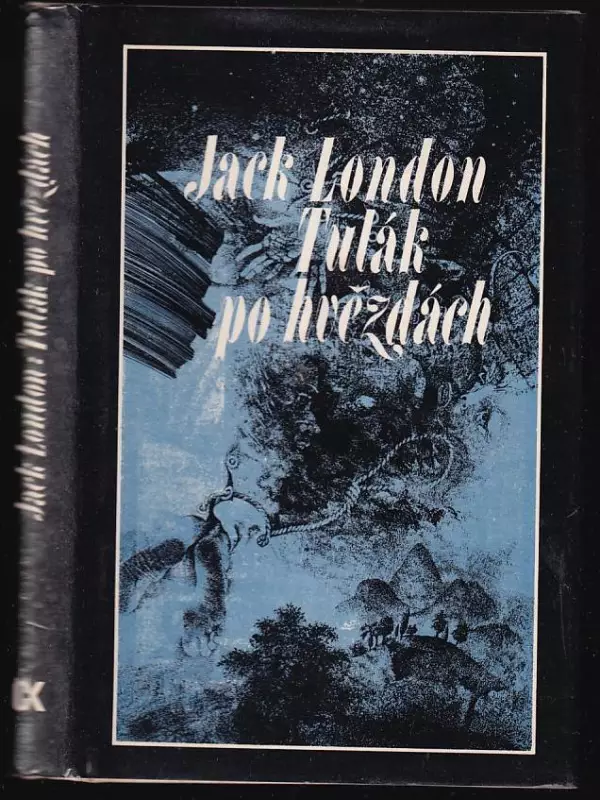 Jack London
Tulák
po hvězdách
Jack London: Tulák po hvězdách